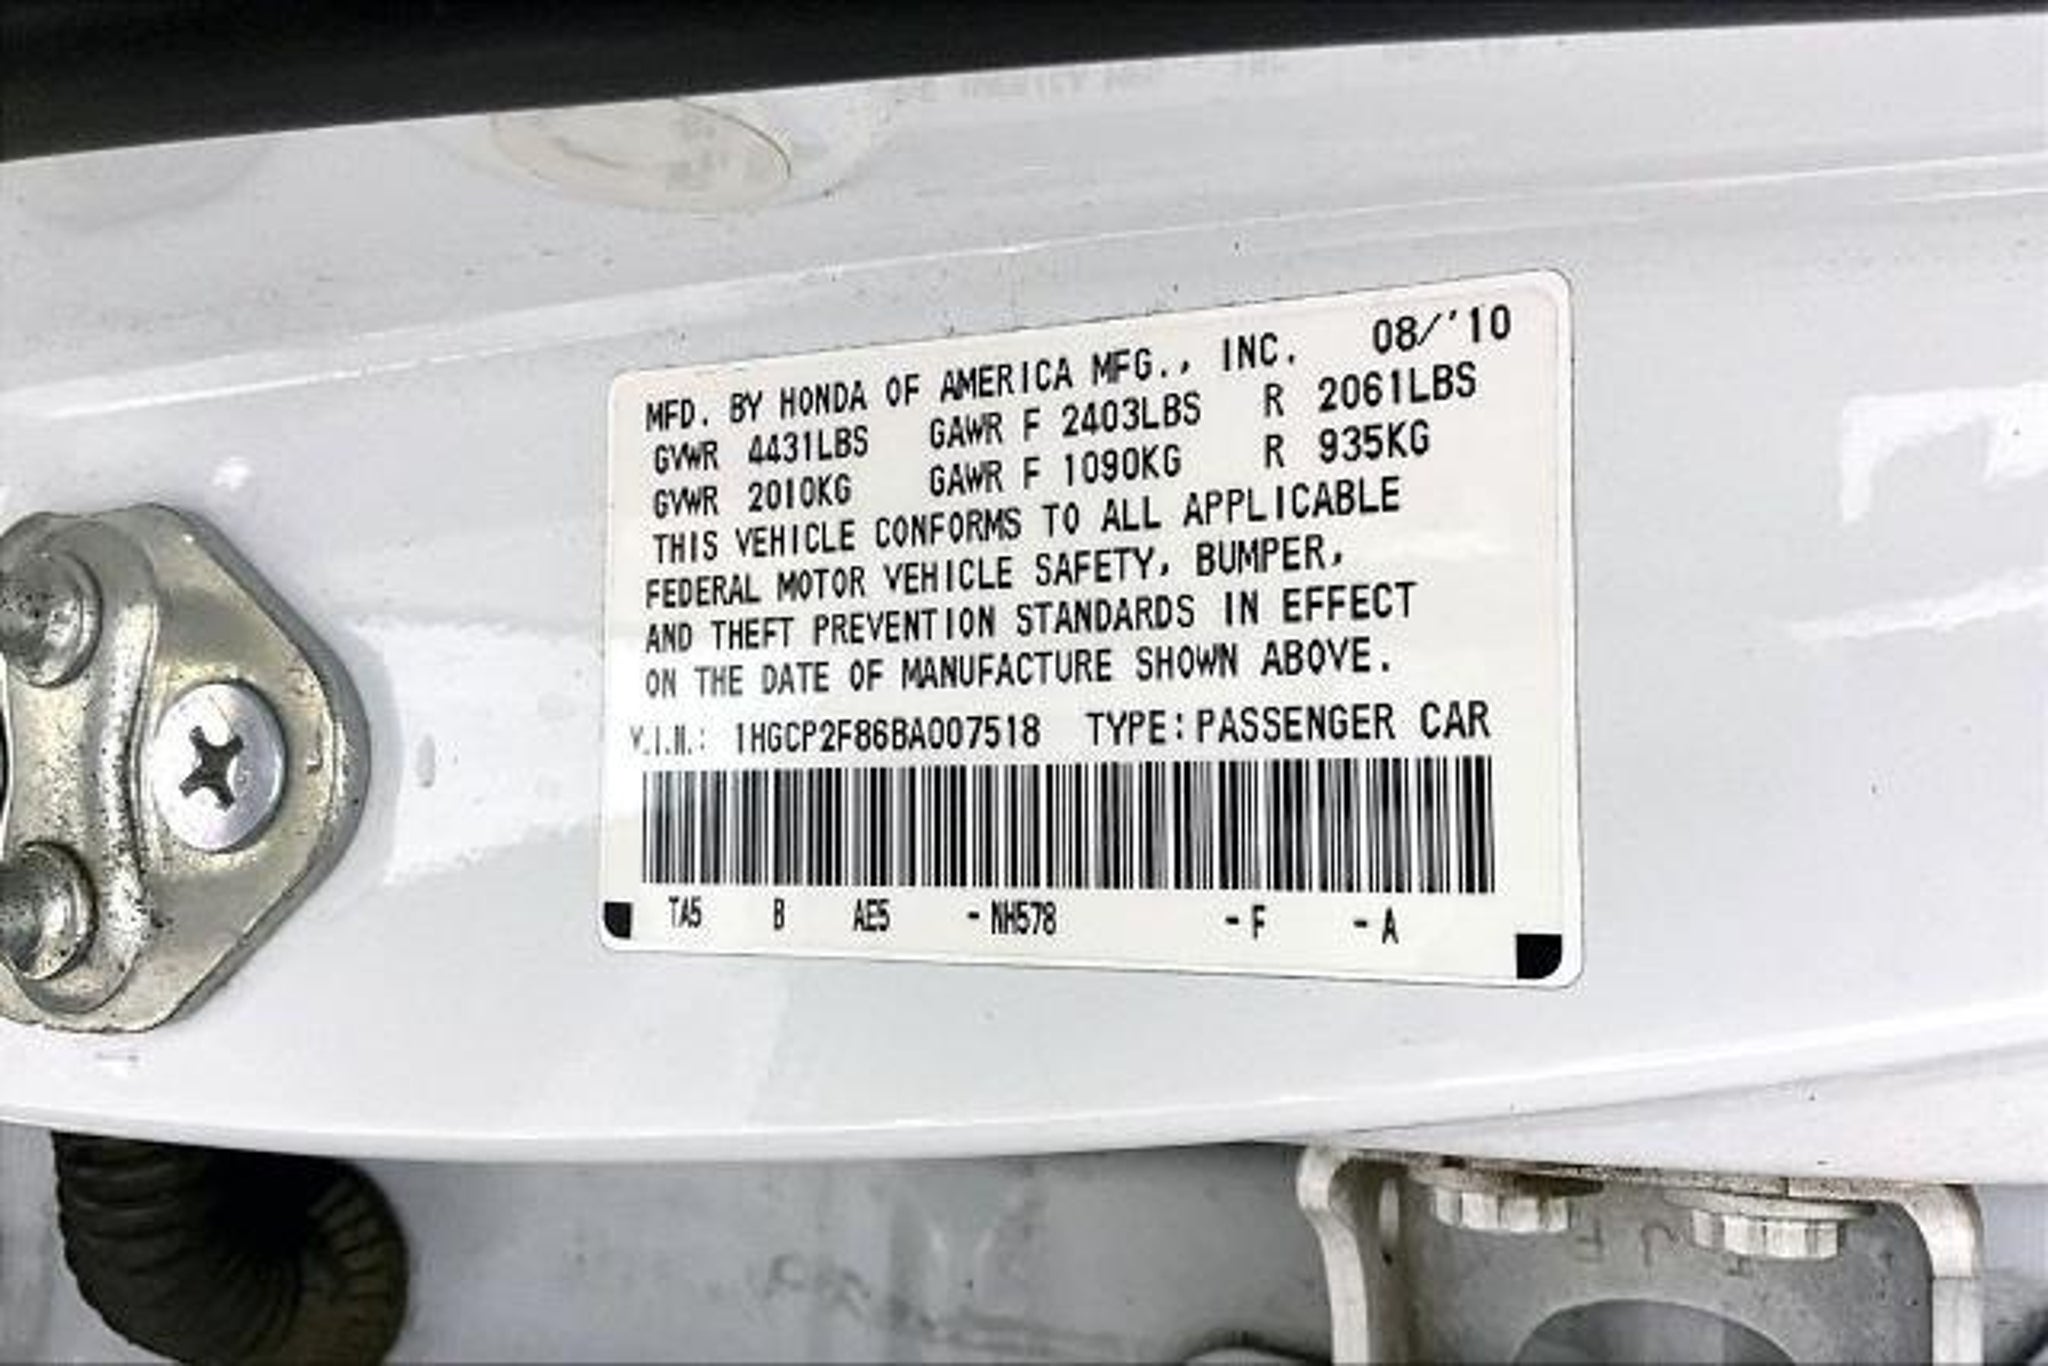 MFD. BY HONDA OF AMERICA MFG., INC. 08/'10
GVWR 4431LBS GAWR F 2403LBS R 2061LBS
GVWR 2010KG GAWR F 1090KG R 935KG
THIS VEHICLE CONFORMS TO ALL APPLICABLE
FEDERAL MOTOR VEHICLE SAFETY, BUMPER,
AND THEFT PREVENTION STANDARDS IN EFFECT
ON THE DATE OF MANUFACTURE SHOWN ABOVE.
V.I.N.: 1HGCP2F86BA007518 TYPE: PASSENGER CAR
TA5 B AE5 -NH578 -F -A